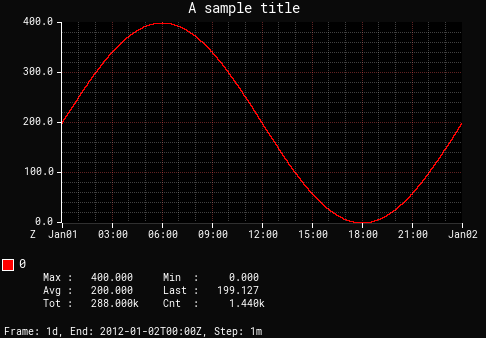 A sample title
400.0
300.0
200.0
100.0
0.0
Z Jan01 03:00 06:00 09:00 12:00 15:00 18:00 21:00 Jan02
0
Max : 400.000 Min : 0.000
Avg : 200.000 Last : 199.127
Tot : 288.000k Cnt : 1.440k
Frame: 1d, End: 2012-01-02T00:00Z, Step: 1m